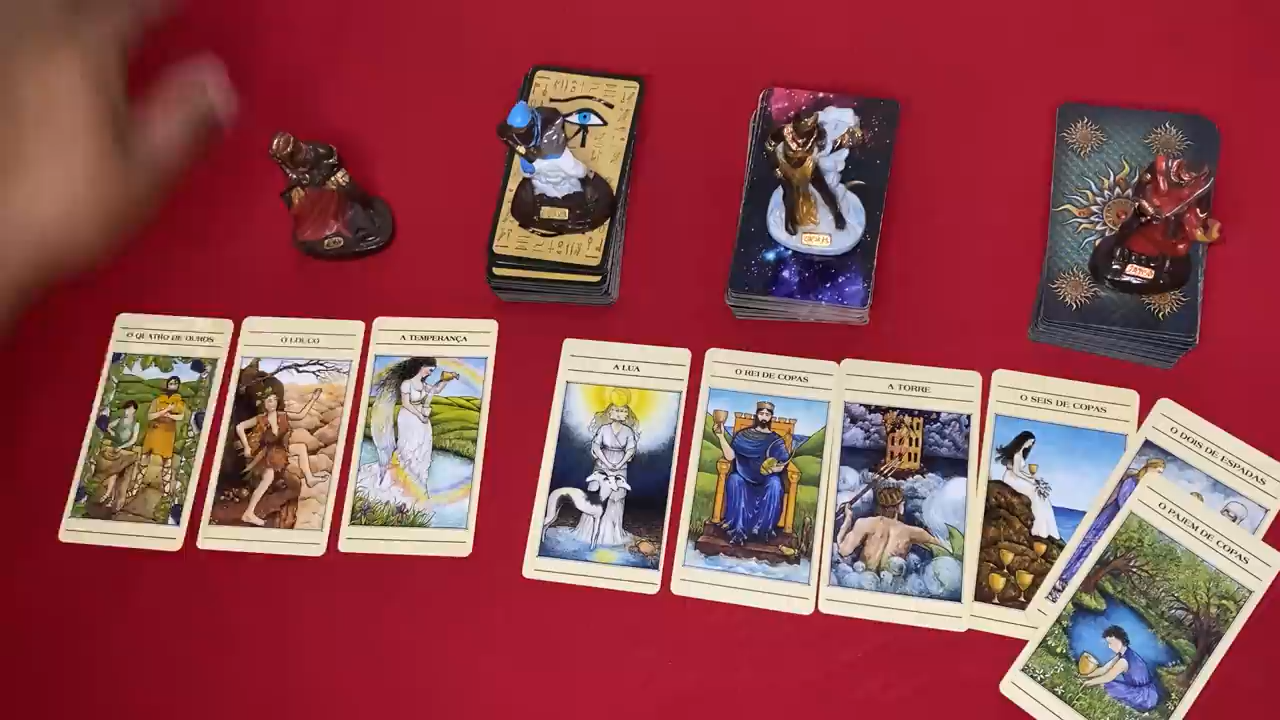 O QUATRO DE OUROS
O LOUCO
A TEMPERANÇA
A LUA
O REI DE COPAS
A TORRE
O SEIS DE COPAS
O DOIS DE ESPADAS
O PAJEM DE COPAS